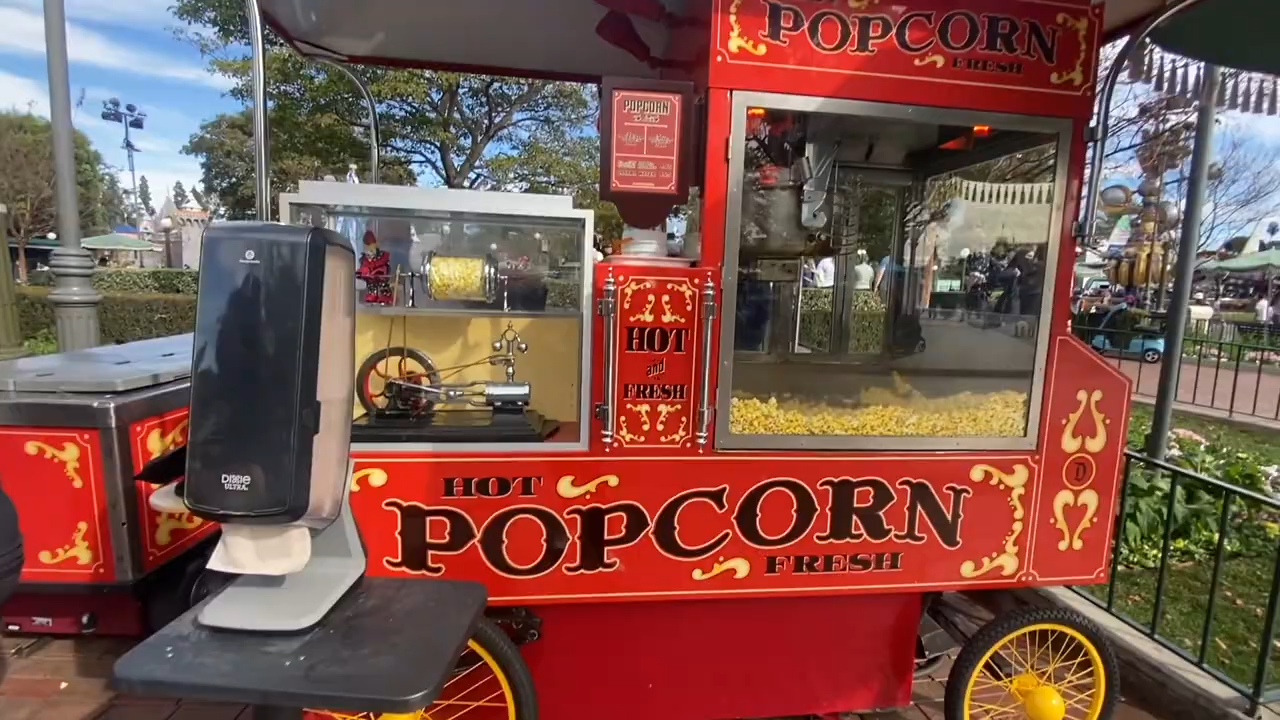 POPCORN
FRESH
POPCORN
HOT
and
FRESH
DIXIE
ULTRA
HOT
POPCORN
FRESH
D